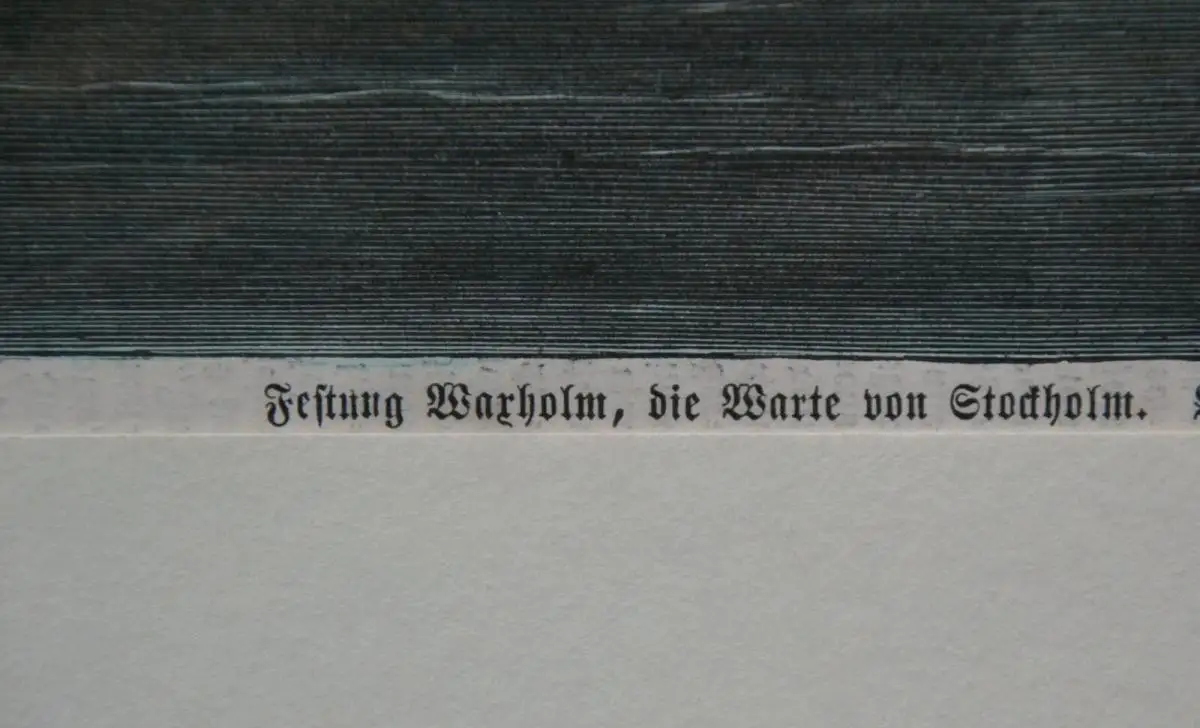 Festung Waxholm, die Warte von Stockholm.